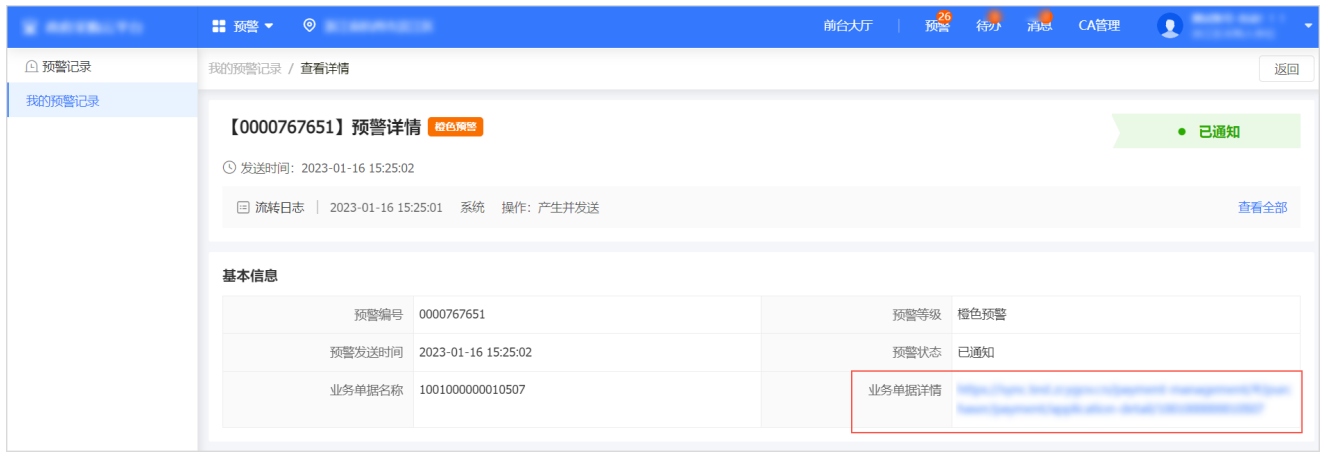 预警
前台大厅
预警
26
待办
消息
CA管理
预警记录
我的预警记录
我的预警记录 / 查看详情
返回
【0000767651】预警详情 橙色预警
已通知
发送时间：2023-01-16 15:25:02
流转日志 2023-01-16 15:25:01 系统 操作：产生并发送
查看全部
基本信息
预警编号 0000767651 预警等级 橙色预警
预警发送时间 2023-01-16 15:25:02 预警状态 已通知
业务单据名称 1001000000010507 业务单据详情